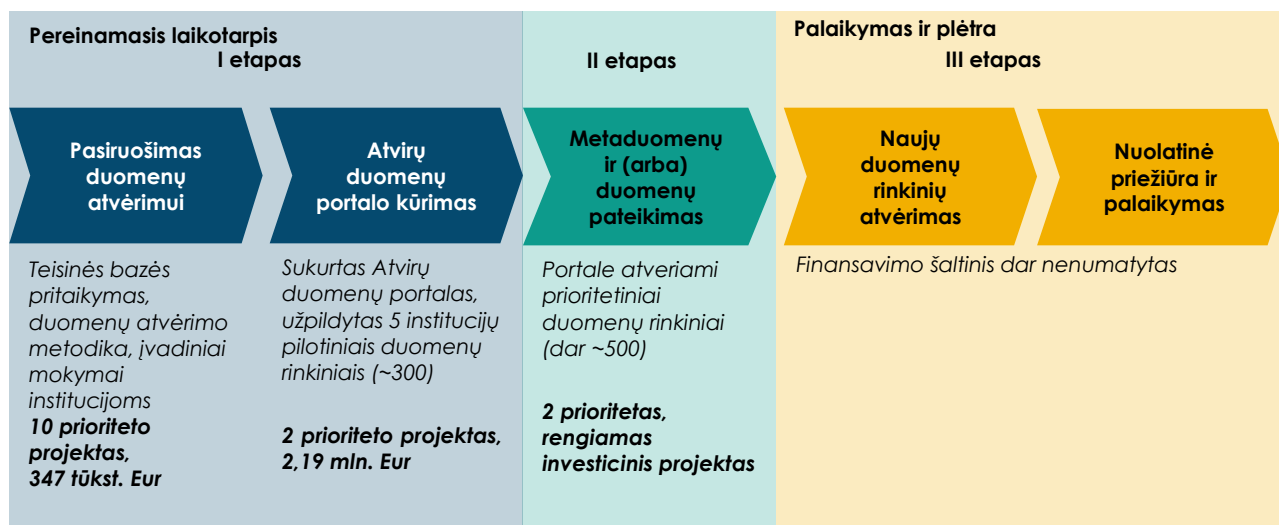 Pereinamasis laikotarpis
I etapas
II etapas
Palaikymas ir plėtra
III etapas
Pasiruošimas
duomenų
atvėrimui
Atvirų
duomenų
portalo kūrimas
Metaduomenų
ir (arba)
duomenų
pateikimas
Naujų
duomenų
rinkinių
atvėrimas
Nuolatinė
priežiūra ir
palaikymas
Teisinės bazės
pritaikymas,
duomenų atvėrimo
metodika, įvadiniai
mokymai
institucijoms
10 prioriteto
projektas,
347 tūkst. Eur
Sukurtas Atvirų
duomenų portalas,
užpildytas 5 institucijų
pilotiniais duomenų
rinkiniais (~300)
2 prioriteto projektas,
2,19 mln. Eur
Portale atveriami
prioritetiniai
duomenų rinkiniai
(dar ~500)
2 prioritetas,
rengiamas
investicinis projektas
Finansavimo šaltinis dar nenumatytas